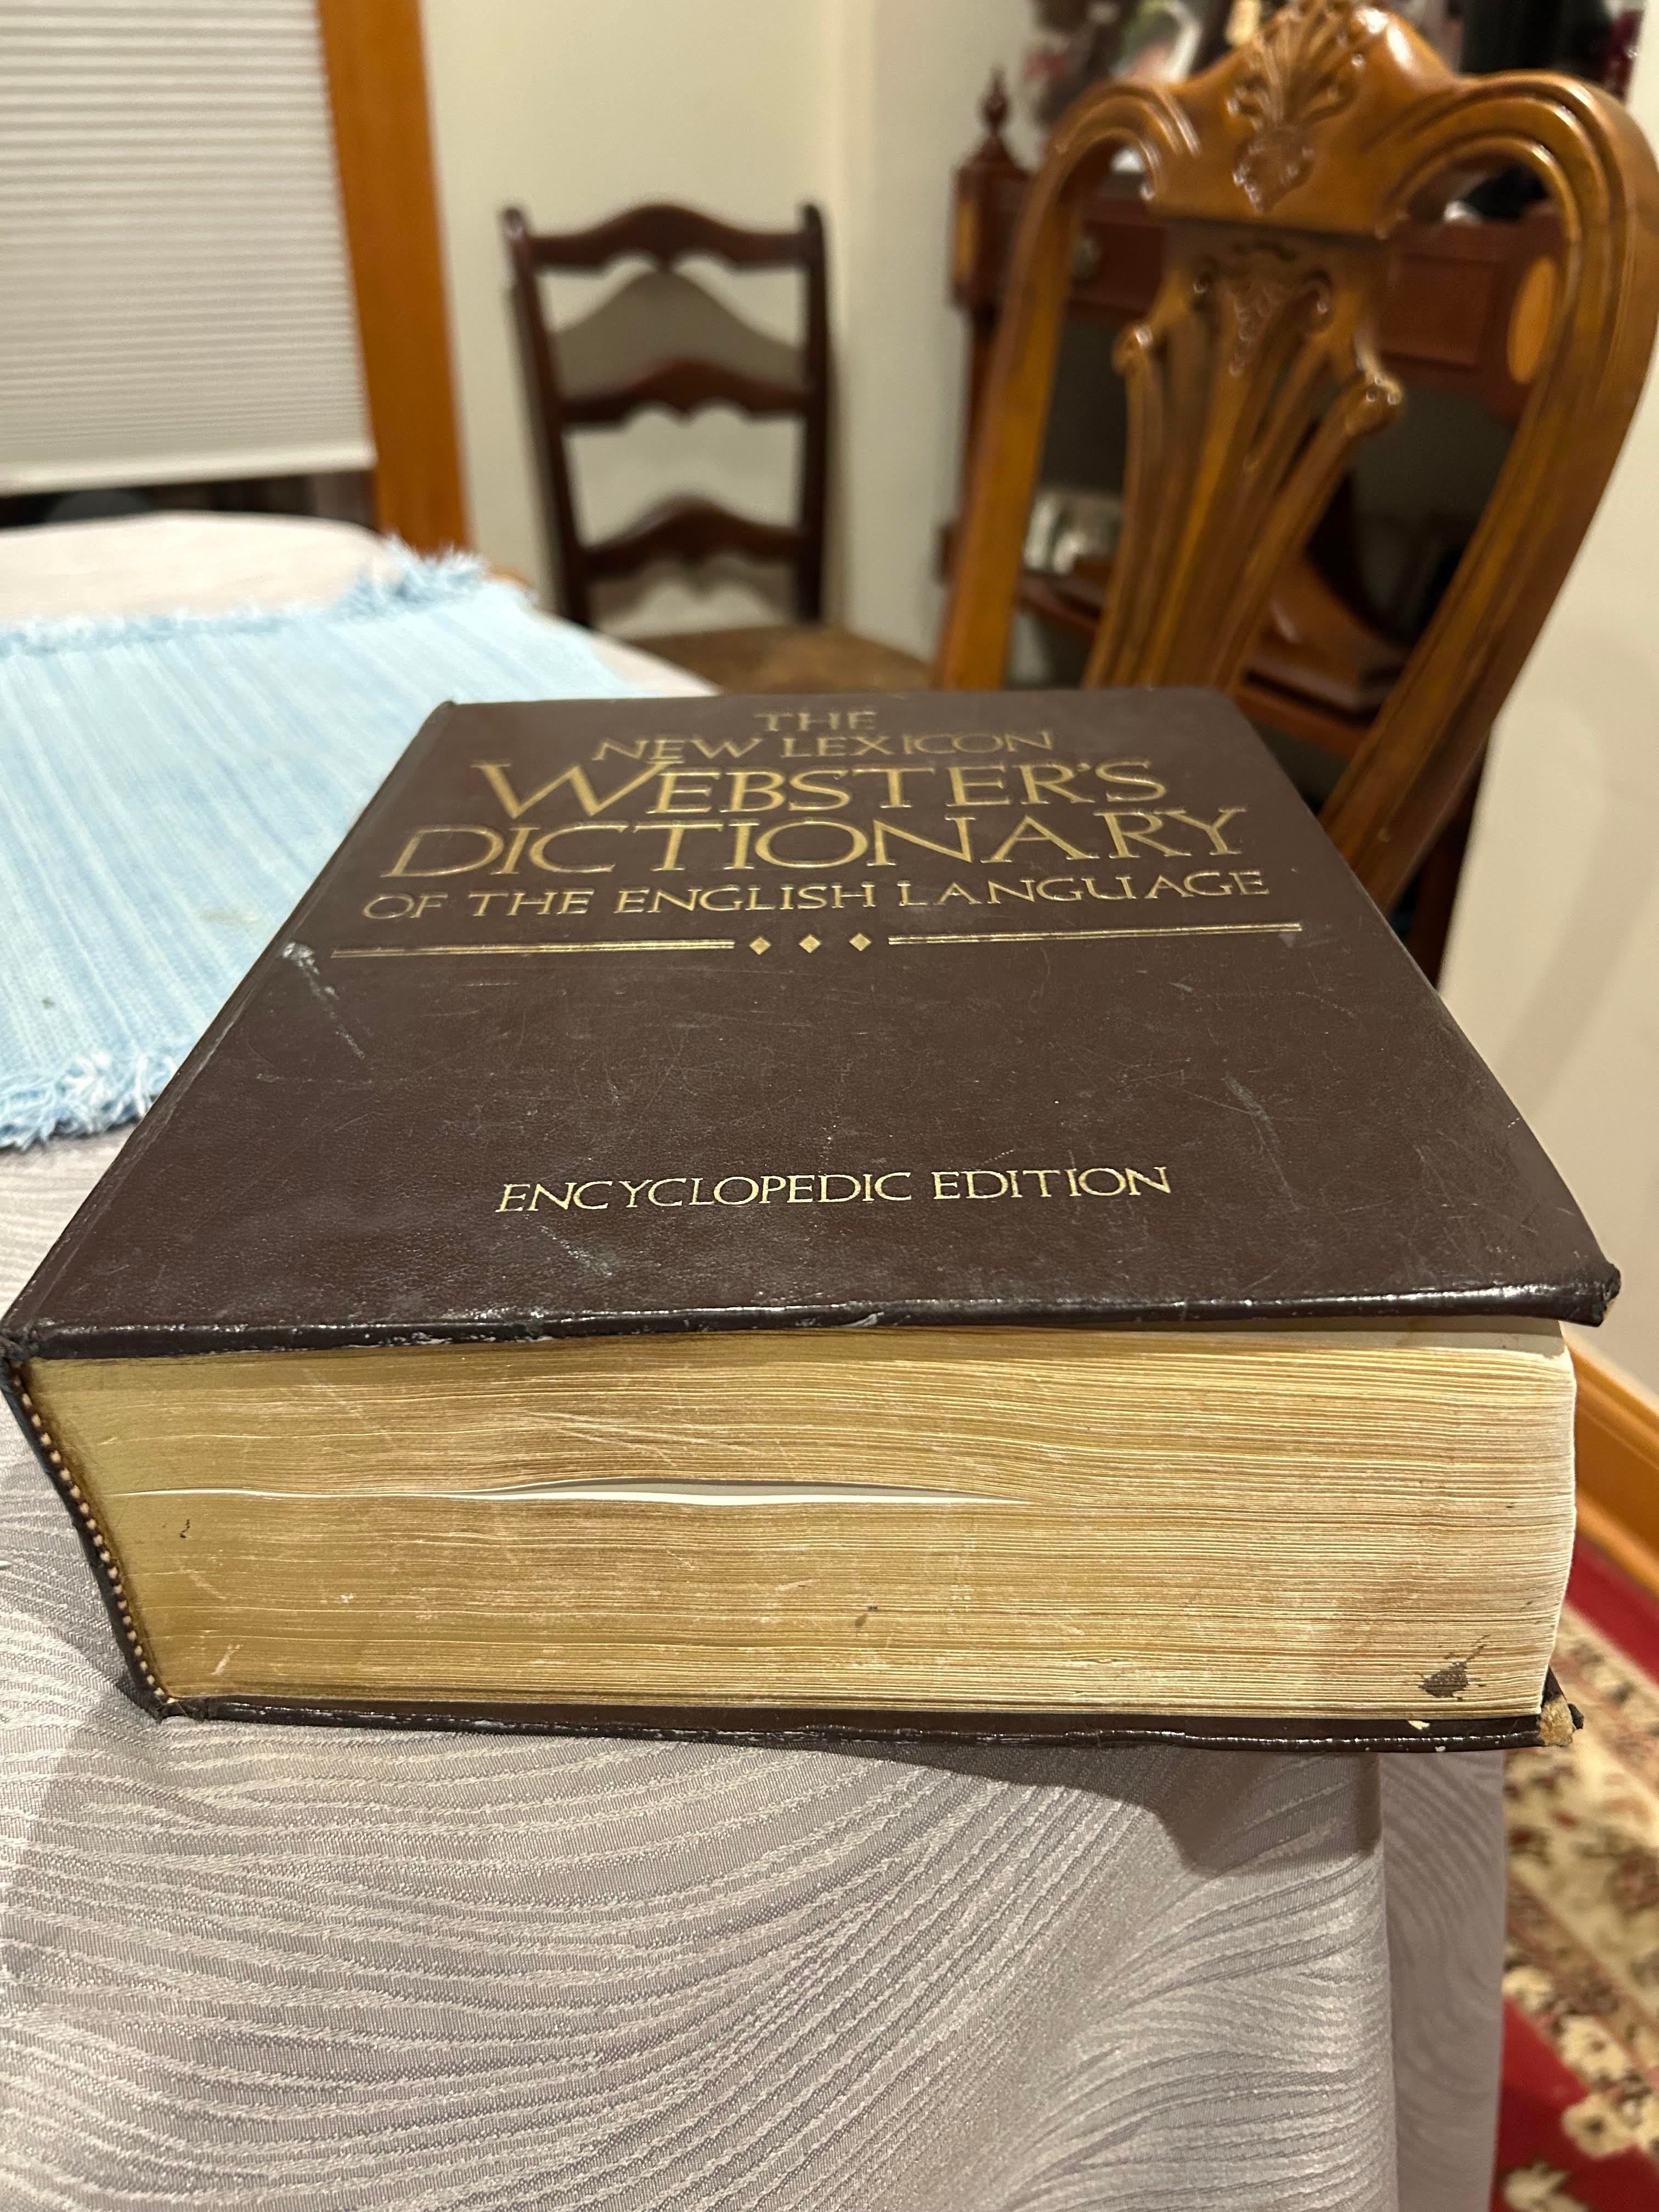 THE
NEW LEXICON
WEBSTER'S
DICTIONARY
OF THE ENGLISH LANGUAGE
ENCYCLOPEDIC EDITION